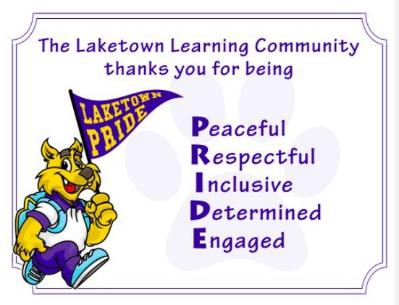 The Laketown Learning Community
thanks you for being
LAKETOWN
PRIDE
Peaceful
Respectful
Inclusive
Determined
Engaged